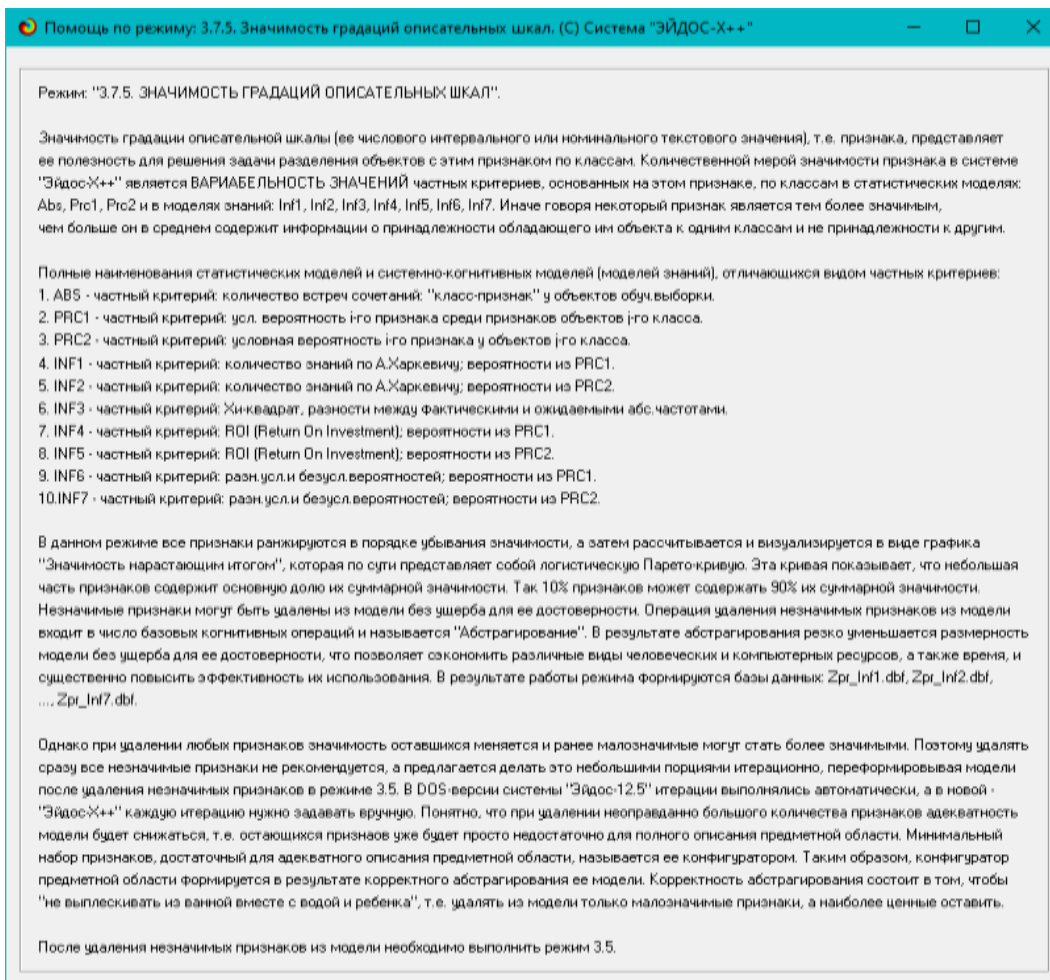 Помощь по режиму: 3.7.5. Значимость градаций описательных шкал. (C) Система "ЭЙДОС-X++"
Режим: "3.7.5. ЗНАЧИМОСТЬ ГРАДАЦИЙ ОПИСАТЕЛЬНЫХ ШКАЛ".
Значимость градации описательной шкалы (ее числового интервального или номинального текстового значения), т.е. признака, представляет
ее полезность для решения задачи разделения объектов с этим признаком по классам. Количественной мерой значимости признака в системе
"Эйдос-X++" является ВАРИАБЕЛЬНОСТЬ ЗНАЧЕНИЙ частных критериев, основанных на этом признаке, по классам в статистических моделях:
Abs, Prc1, Prc2 и в моделях знаний: Inf1, Inf2, Inf3, Inf4, Inf5, Inf6, Inf7. Иначе говоря некоторый признак является тем более значимым,
чем больше он в среднем содержит информации о принадлежности обладающего им объекта к одним классам и не принадлежности к другим.
Полные наименования статистических моделей и системно-когнитивных моделей (моделей знаний), отличающихся видом частных критериев:
1. ABS - частный критерий: количество встреч сочетаний: "класс-признак" у объектов обуч.выборки.
2. PRC1 - частный критерий: усл. вероятность i-го признака среди признаков объектов j-го класса.
3. PRC2 - частный критерий: условная вероятность i-го признака у объектов j-го класса.
4. INF1 - частный критерий: количество знаний по А.Харкевичу; вероятности из PRC1.
5. INF2 - частный критерий: количество знаний по А.Харкевичу; вероятности из PRC2.
6. INF3 - частный критерий: Хи-квадрат, разности между фактическими и ожидаемыми абс.частотами.
7. INF4 - частный критерий: ROI (Return On Investment); вероятности из PRC1.
8. INF5 - частный критерий: ROI (Return On Investment); вероятности из PRC2.
9. INF6 - частный критерий: разн.усл.и безусл.вероятностей; вероятности из PRC1.
10.INF7 - частный критерий: разн.усл.и безусл.вероятностей; вероятности из PRC2.
В данном режиме все признаки ранжируются в порядке убывания значимости, а затем рассчитывается и визуализируется в виде графика
"Значимость нарастающим итогом", которая по сути представляет собой логистическую Парето-кривую. Эта кривая показывает, что небольшая
часть признаков содержит основную долю их суммарной значимости. Так 10% признаков может содержать 90% их суммарной значимости.
Незначимые признаки могут быть удалены из модели без ущерба для ее достоверности. Операция удаления незначимых признаков из модели
входит в число базовых когнитивных операций и называется "Абстрагирование". В результате абстрагирования резко уменьшается размерность
модели без ущерба для ее достоверности, что позволяет сэкономить различные виды человеческих и компьютерных ресурсов, а также время, и
существенно повысить эффективность их использования. В результате работы режима формируются базы данных: Zpr_Inf1.dbf, Zpr_Inf2.dbf,
..., Zpr_Inf7.dbf.
Однако при удалении любых признаков значимость оставшихся меняется и ранее малозначимые могут стать более значимыми. Поэтому удалять
сразу все незначимые признаки не рекомендуется, а предлагается делать это небольшими порциями итерационно, переформировывая модели
после удаления незначимых признаков в режиме 3.5. В DOS-версии системы "Эйдос-12.5" итерации выполнялись автоматически, а в новой -
"Эйдос-X++" каждую итерацию нужно задавать вручную. Понятно, что при удалении неоправданно большого количества признаков адекватность
модели будет снижаться, т.е. остающихся признаов уже будет просто недостаточно для полного описания предметной области. Минимальный
набор признаков, достаточный для адекватного описания предметной области, называется ее конфигуратором. Таким образом, конфигуратор
предметной области формируется в результате корректного абстрагирования ее модели. Корректность абстрагирования состоит в том, чтобы
"не выплескивать из ванной вместе с водой и ребенка", т.е. удалять из модели только малозначимые признаки, а наиболее ценные оставить.
После удаления незначимых признаков из модели необходимо выполнить режим 3.5.